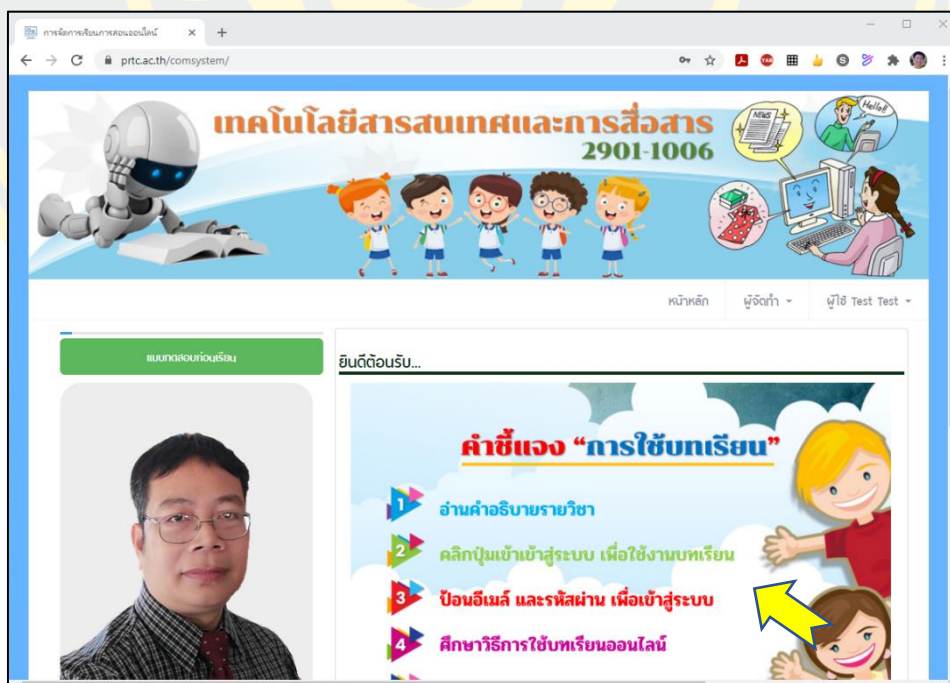 การจัดการเรียนการสอนออนไลน์
prtc.ac.th/comsystem/
เทคโนโลยีสารสนเทศและการสื่อสาร
2901-1006
NEWS
Hello!
หน้าหลัก ผู้จัดทำ ผู้ใช้ Test Test
แบบทดสอบก่อนเรียน
ยินดีต้อนรับ...
คำชี้แจง “การใช้บทเรียน”
1 อ่านคำอธิบายรายวิชา
2 คลิกปุ่มเข้าเข้าสู่ระบบ เพื่อใช้งานบทเรียน
3 ป้อนอีเมล์ และรหัสผ่าน เพื่อเข้าสู่ระบบ
4 ศึกษาวิธีการใช้บทเรียนออนไลน์